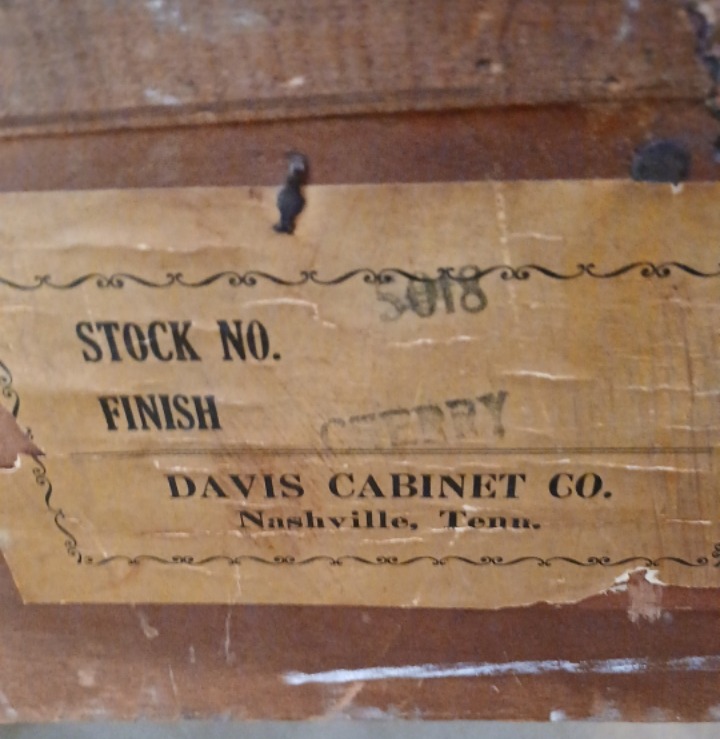 5018
STOCK NO.
FINISH CHERRY
DAVIS CABINET CO.
Nashville, Tenn.